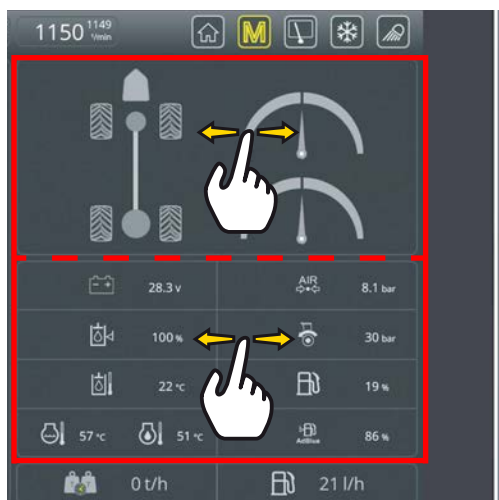 1150 1149 1/min M
28.3 v AIR 8.1 bar
100 % 30 bar
22 °C 19 %
57 °C 51 °C AdBlue 86 %
0 t/h 21 l/h